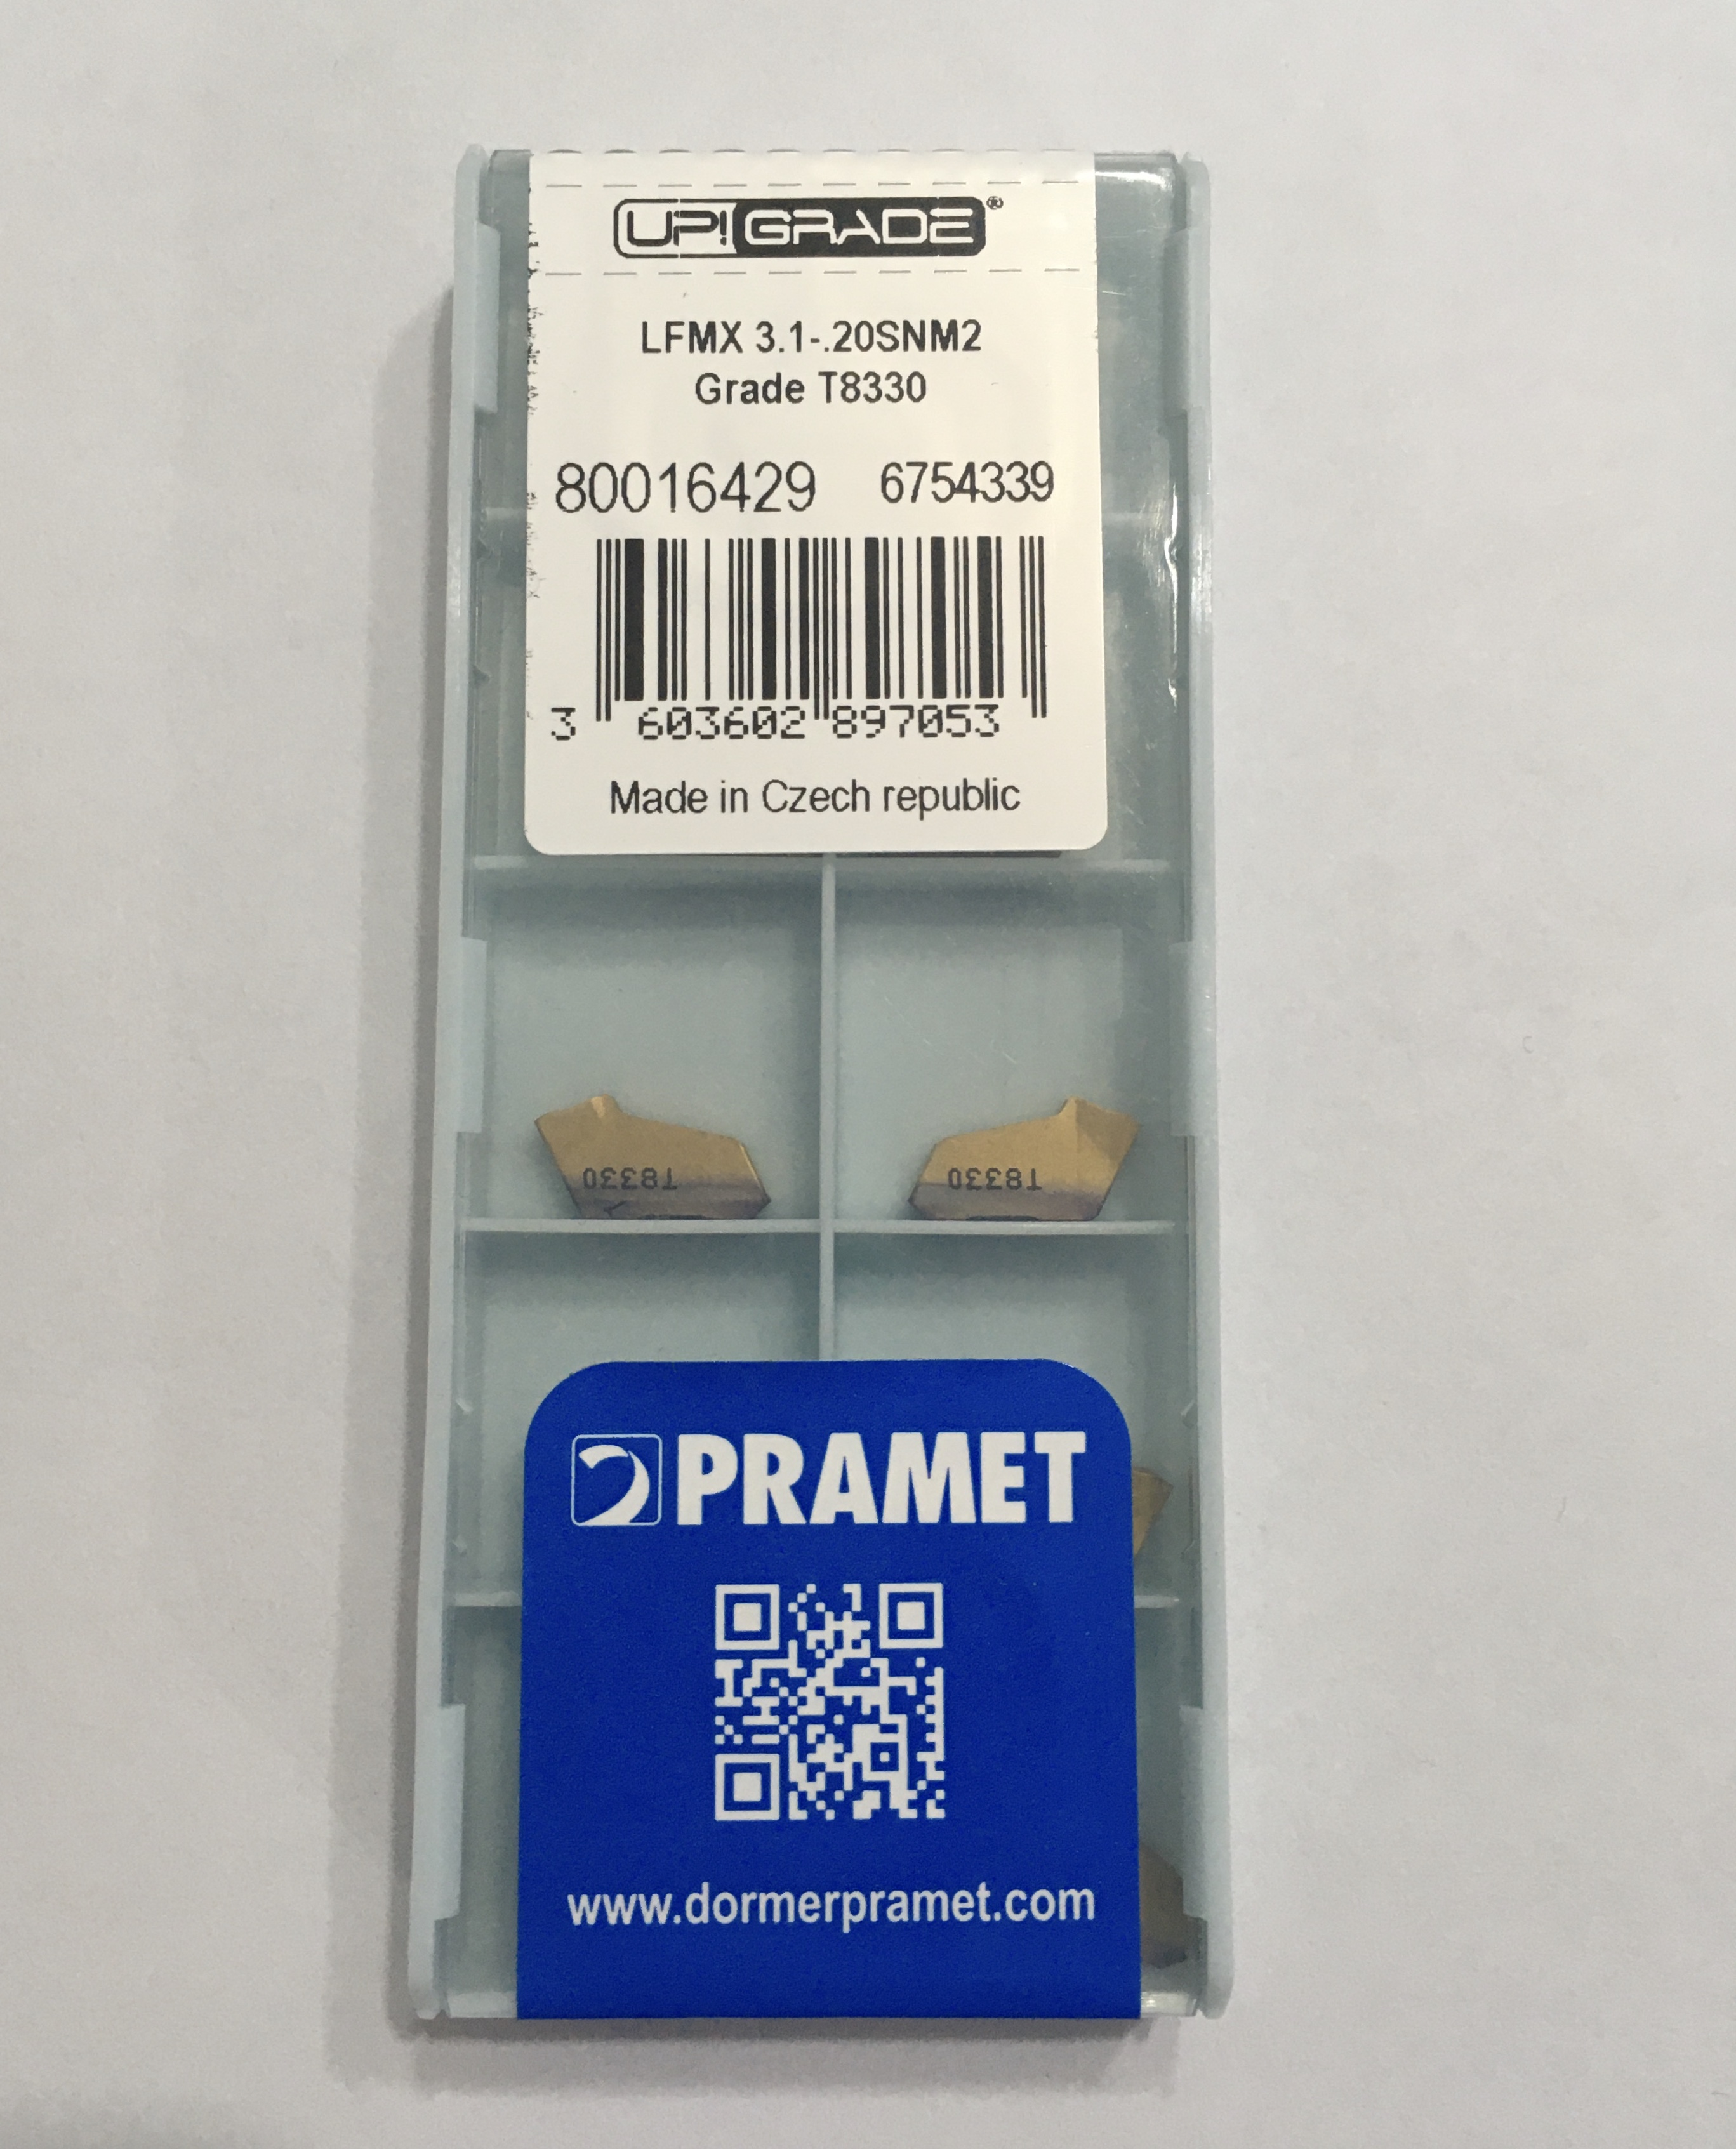 UP!GRADE®
LFMX 3.1-.20SNM2
Grade T8330
80016429 6754339
3 603602 897053
Made in Czech republic
T8330 T8330
PRAMET
www.dormerpramet.com